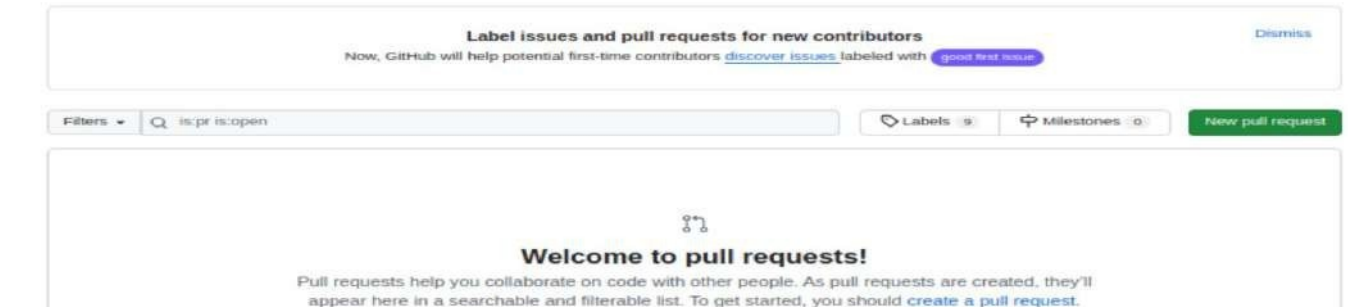 Label issues and pull requests for new contributors
Dismiss
Now, GitHub will help potential first-time contributors discover issues labeled with good first issue
Filters is:pr is:open Labels 9 Milestones 0 New pull request
Welcome to pull requests!
Pull requests help you collaborate on code with other people. As pull requests are created, they'll
appear here in a searchable and filterable list. To get started, you should create a pull request.